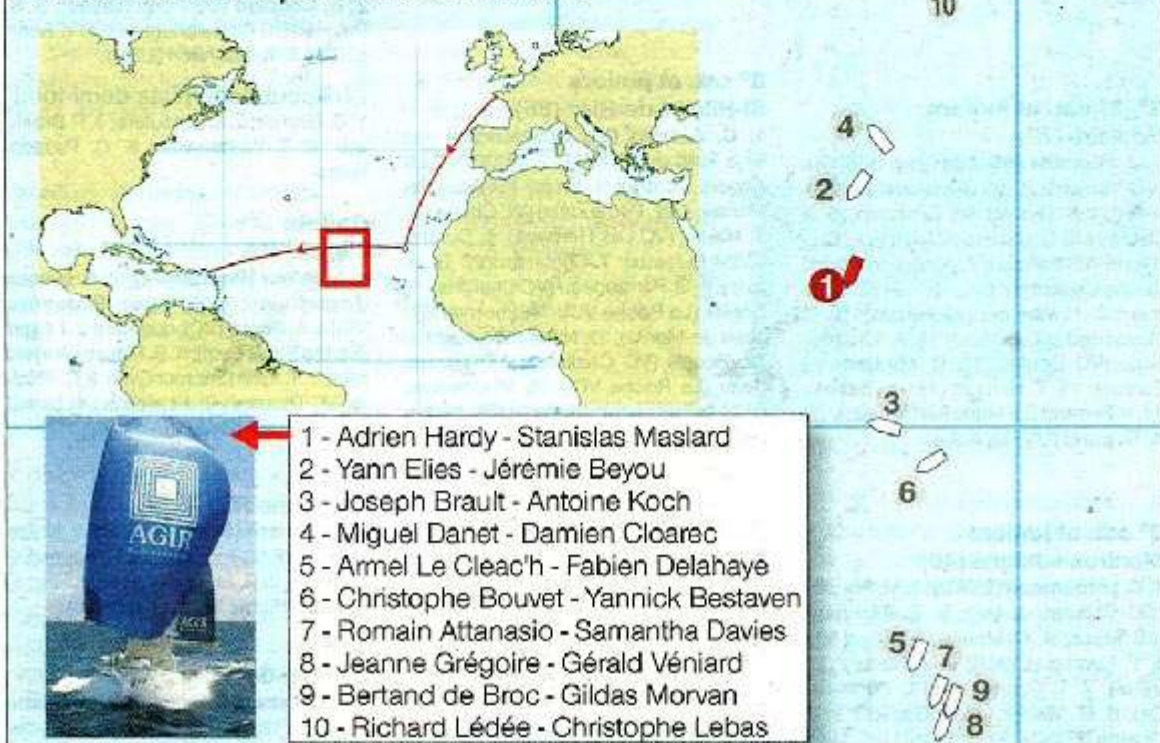 10
4
2
1
3
6
5
7
9
8
AGIR
1 - Adrien Hardy - Stanislas Maslard
2 - Yann Elies - Jérémie Beyou
3 - Joseph Brault - Antoine Koch
4 - Miguel Danet - Damien Cloarec
5 - Armel Le Cleac'h - Fabien Delahaye
6 - Christophe Bouvet - Yannick Bestaven
7 - Romain Attanasio - Samantha Davies
8 - Jeanne Grégoire - Gérald Véniard
9 - Bertand de Broc - Gildas Morvan
10 - Richard Lédée - Christophe Lebas